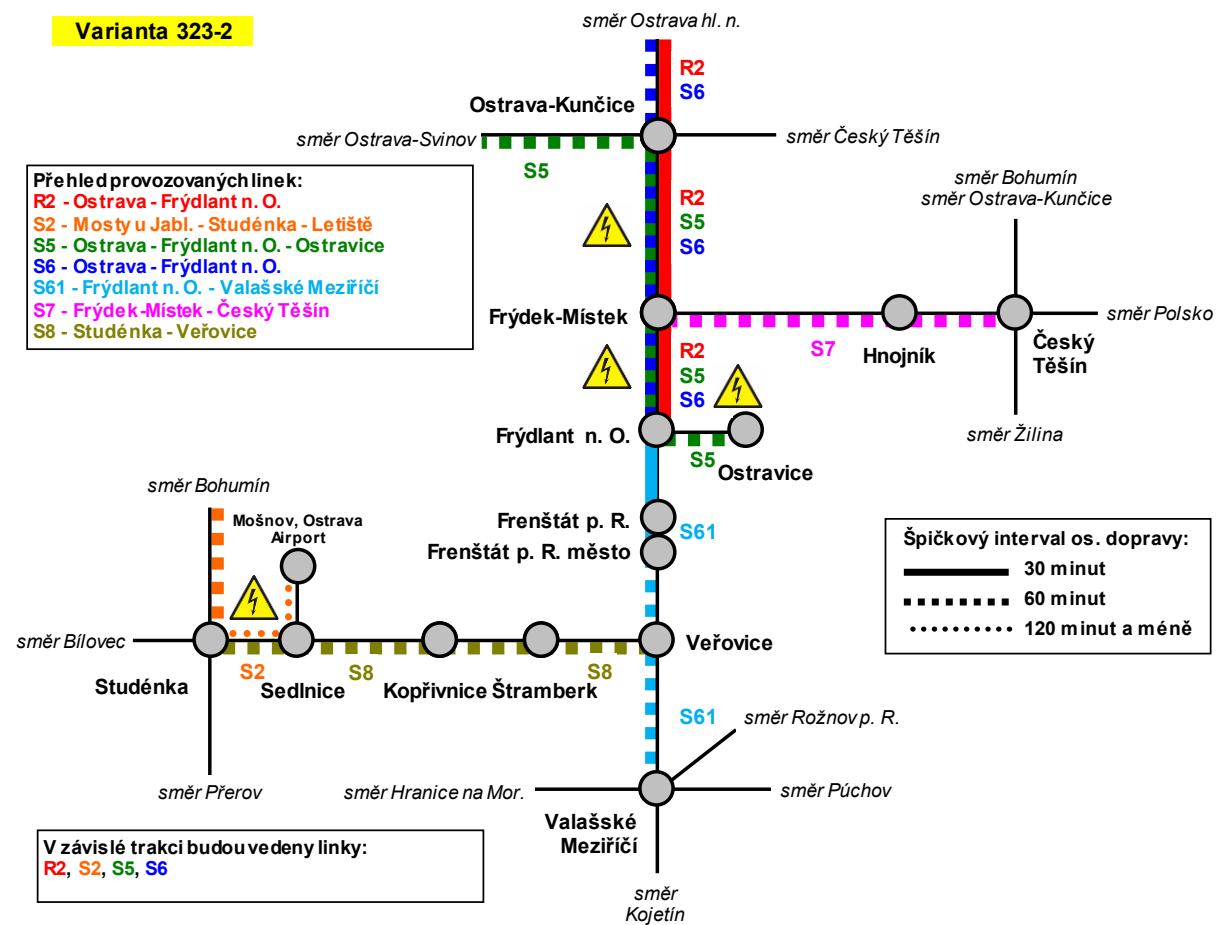 Varianta 323-2
směr Ostrava hl. n.
R2
S6
Ostrava-Kunčice
směr Ostrava-Svinov
směr Český Těšín
S5
Přehled provozovaných linek:
R2 - Ostrava - Frýdlant n. O.
S2 - Mosty u Jabl. - Studénka - Letiště
S5 - Ostrava - Frýdlant n. O. - Ostravice
S6 - Ostrava - Frýdlant n. O.
S61 - Frýdlant n. O. - Valašské Meziříčí
S7 - Frýdek-Místek - Český Těšín
S8 - Studénka - Veřovice
R2
S5
S6
směr Bohumín
směr Ostrava-Kunčice
Frýdek-Místek
směr Polsko
S7
Hnojník
Český
Těšín
R2
S5
S6
Frýdlant n. O.
S5
Ostravice
směr Žilina
směr Bohumín
Mošnov, Ostrava
Airport
Frenštát p. R.
S61
Frenštát p. R. město
Špičkový interval os. dopravy:
30 minut
60 minut
120 minut a méně
směr Bílovec
Veřovice
Studénka
S2
Sedlnice
S8
Kopřivnice
Štramberk
S8
S61
směr Rožnov p. R.
směr Přerov
směr Hranice na Mor.
směr Púchov
Valašské
Meziříčí
V závislé trakci budou vedeny linky:
R2, S2, S5, S6
směr
Kojetín